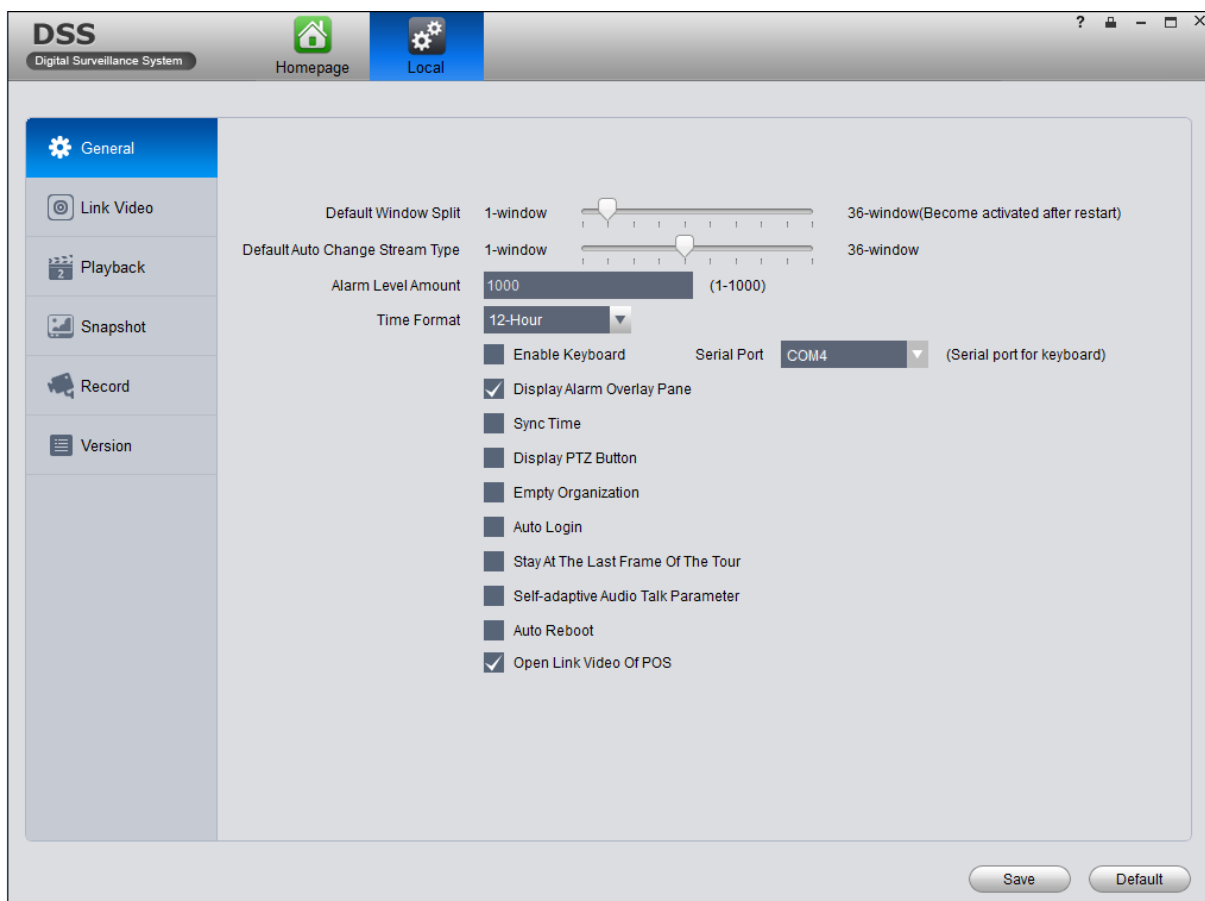 DSS
Digital Surveillance System
Homepage
Local
?
General
Link Video
2
Playback
Snapshot
Record
Version
Default Window Split 1-window 36-window(Become activated after restart)
Default Auto Change Stream Type 1-window 36-window
Alarm Level Amount 1000 (1-1000)
Time Format 12-Hour
Enable Keyboard Serial Port COM4 (Serial port for keyboard)
Display Alarm Overlay Pane
Sync Time
Display PTZ Button
Empty Organization
Auto Login
Stay At The Last Frame Of The Tour
Self-adaptive Audio Talk Parameter
Auto Reboot
Open Link Video Of POS
Save Default